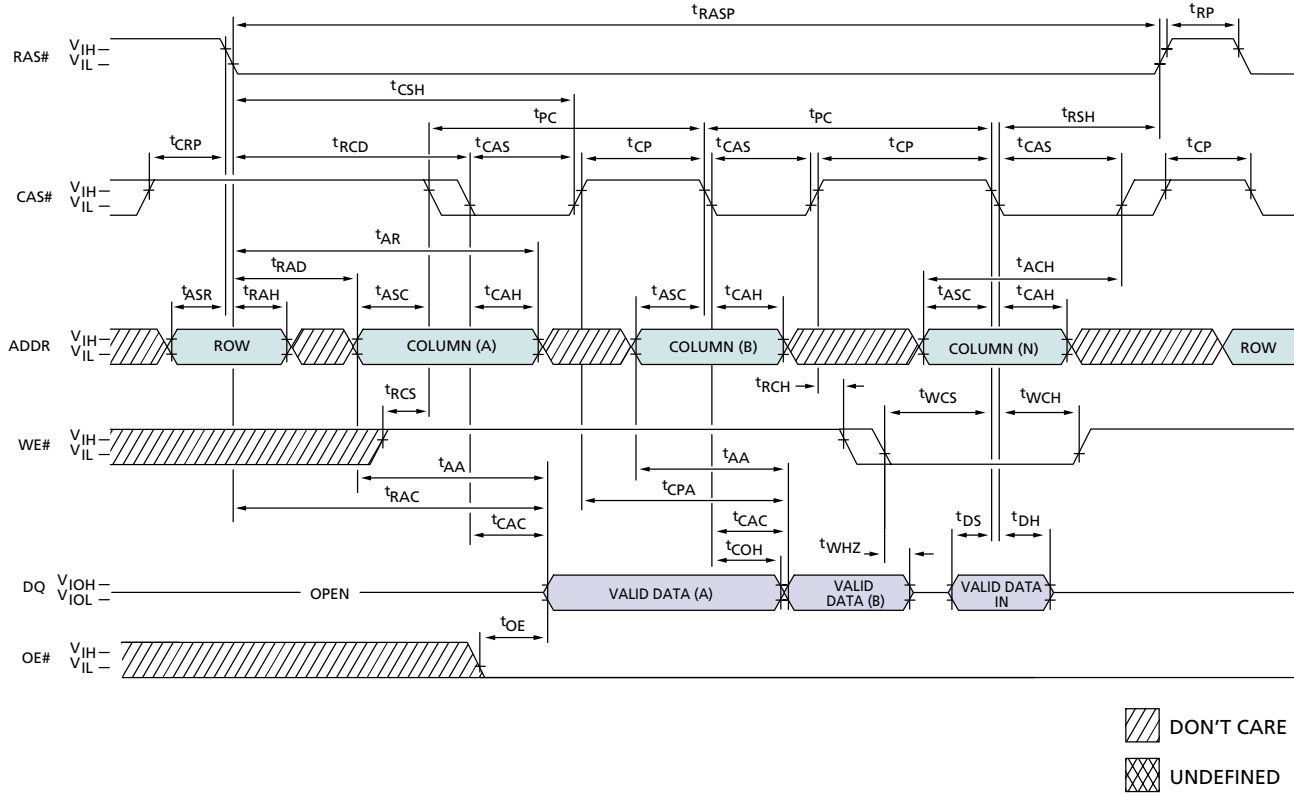 tRASP
tRP
RAS#
VIH
VIL
tCSH
tPC
tPC
tRSH
tCRP
tRCD
tCAS
tCP
tCAS
tCP
tCAS
tCP
CAS#
VIH
VIL
tAR
tRAD
tACH
tASR
tRAH
tASC
tCAH
tASC
tCAH
tASC
tCAH
ADDR
VIH
VIL
ROW
COLUMN (A)
COLUMN (B)
COLUMN (N)
ROW
tRCH
tRCS
tWCS
tWCH
WE#
VIH
VIL
tAA
tAA
tRAC
tCPA
tCAC
tCAC
tDS
tDH
tCOH
tWHZ
DQ
VIOH
VIOL
OPEN
VALID DATA (A)
VALID
DATA (B)
VALID DATA
IN
tOE
OE#
VIH
VIL
DON'T CARE
UNDEFINED